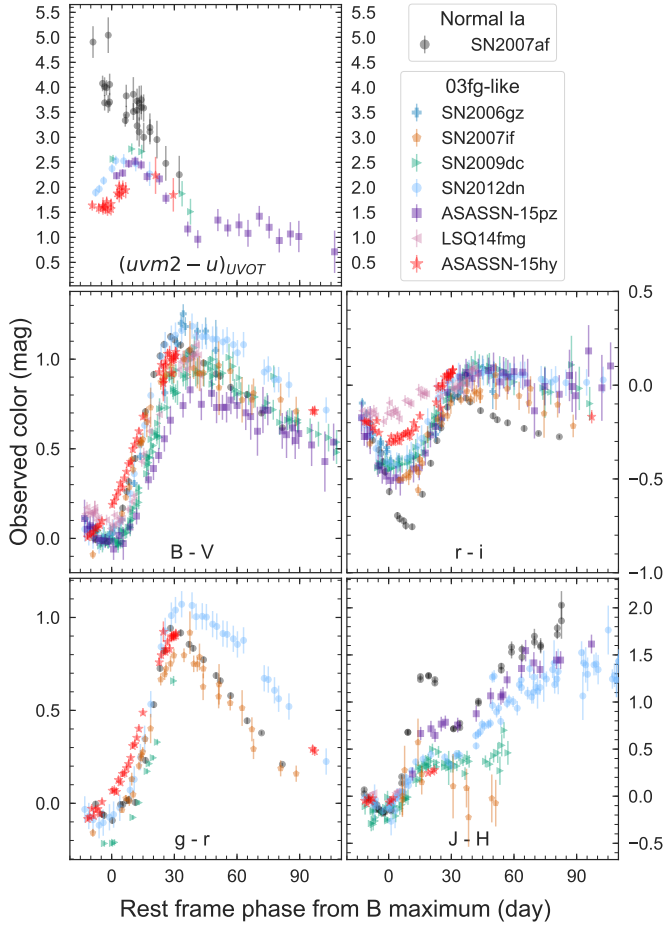 Normal Ia
SN2007af
03fg-like
SN2006gz
SN2007if
SN2009dc
SN2012dn
ASASSN-15pz
LSQ14fmg
ASASSN-15hy
5.5
5.0
4.5
4.0
3.5
3.0
2.5
2.0
1.5
1.0
0.5
5.5
5.0
4.5
4.0
3.5
3.0
2.5
2.0
1.5
1.0
0.5
(uvm2 − u)UVOT
Observed color (mag)
1.0
0.5
0.0
B - V
0.5
0.0
−0.5
−1.0
r - i
1.0
0.5
0.0
g - r
2.0
1.5
1.0
0.5
0.0
−0.5
J - H
0 30 60 90
0 30 60 90
Rest frame phase from B maximum (day)